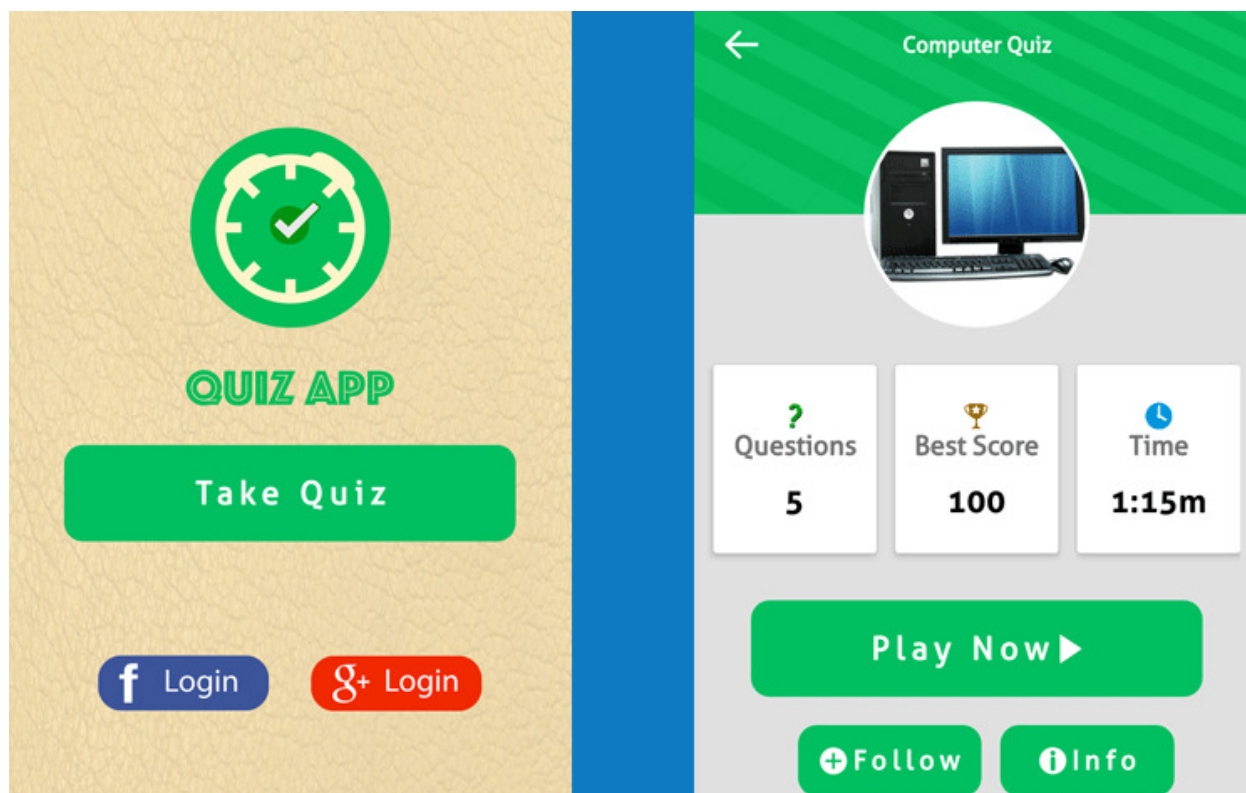 QUIZ APP
Take Quiz
f Login
g+ Login
Computer Quiz
? Questions
5
Best Score
100
Time
1:15m
Play Now
Follow
Info